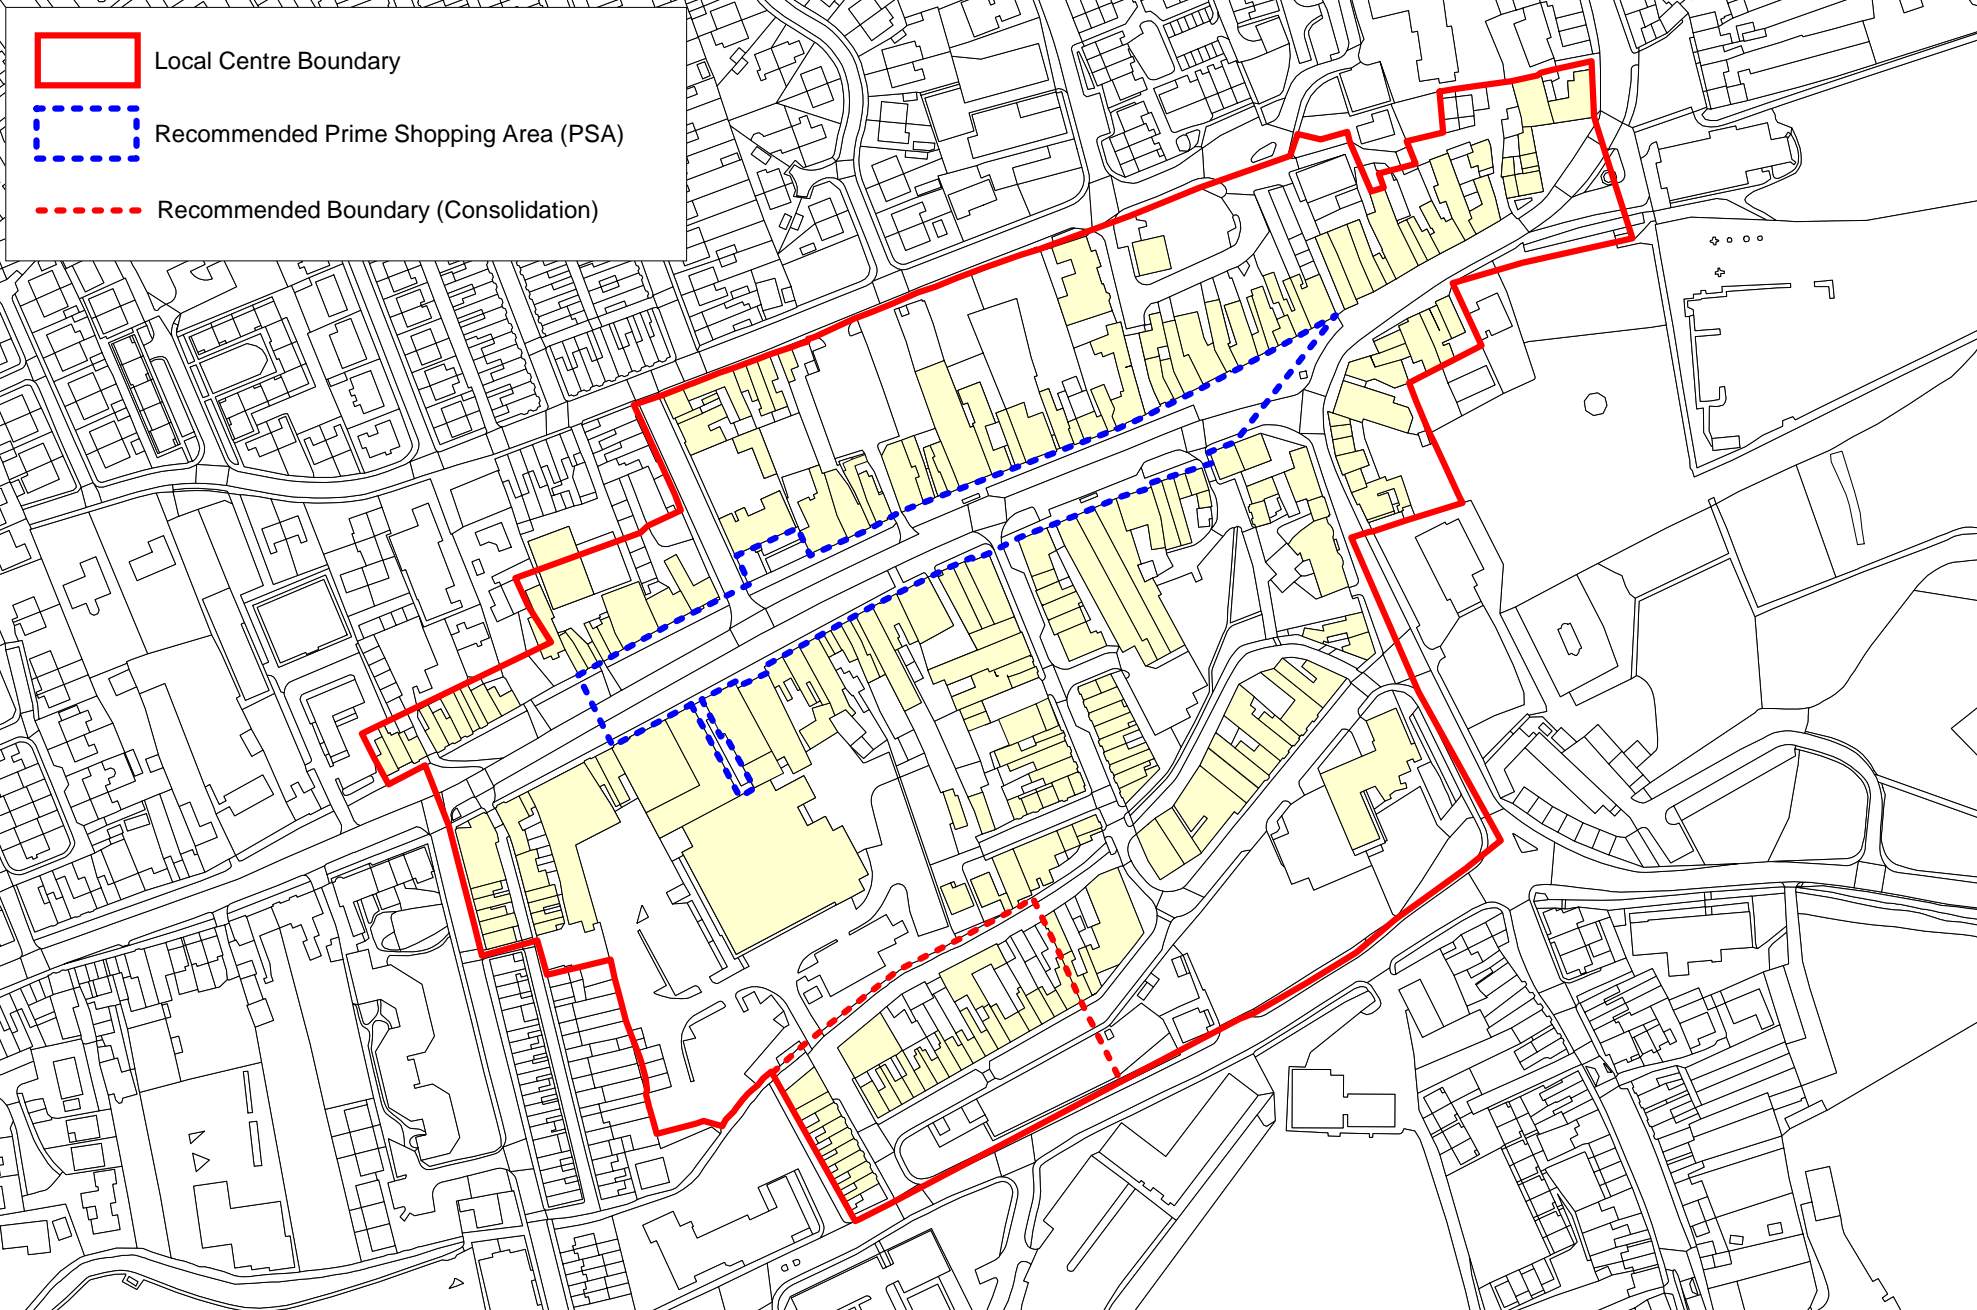 Local Centre Boundary
Recommended Prime Shopping Area (PSA)
Recommended Boundary (Consolidation)